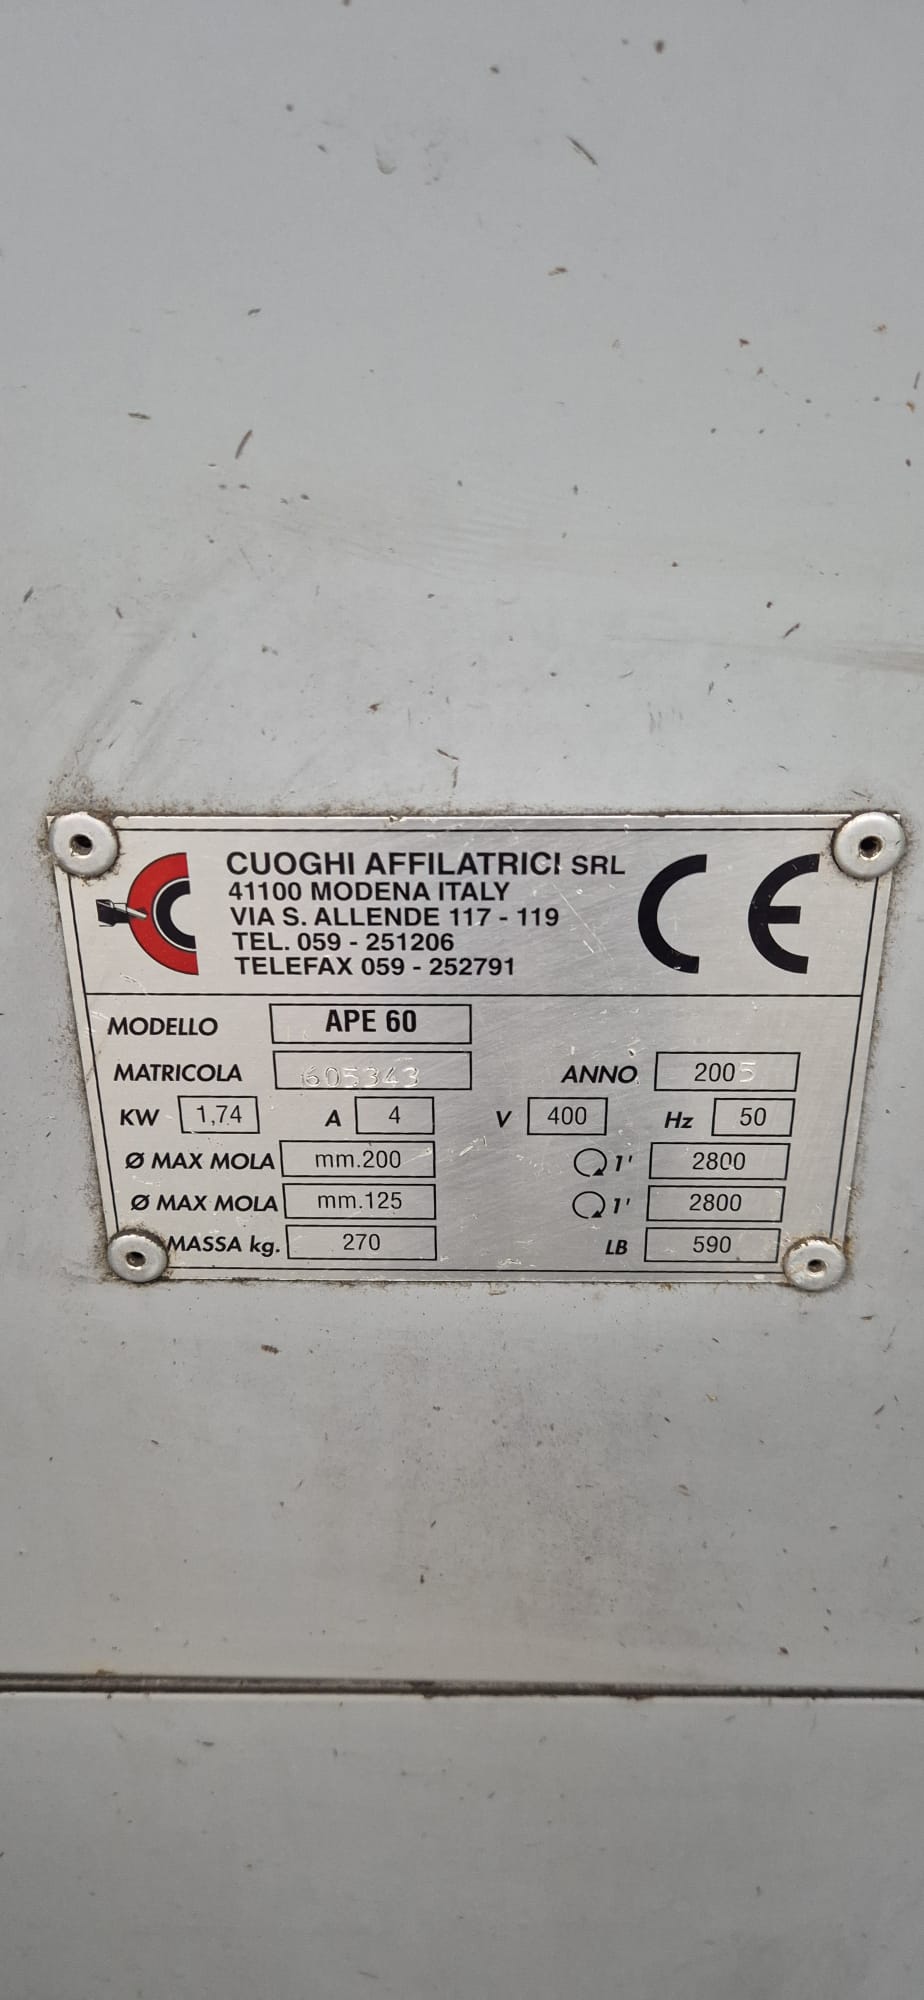 CUOGHI AFFILATRICI SRL
41100 MODENA ITALY
VIA S. ALLENDE 117 - 119
TEL. 059 - 251206
TELEFAX 059 - 252791
CE
MODELLO APE 60
MATRICOLA 605343 ANNO 2005
KW 1,74 A 4 V 400 Hz 50
Ø MAX MOLA mm.200 1' 2800
Ø MAX MOLA mm.125 1' 2800
MASSA kg. 270 LB 590